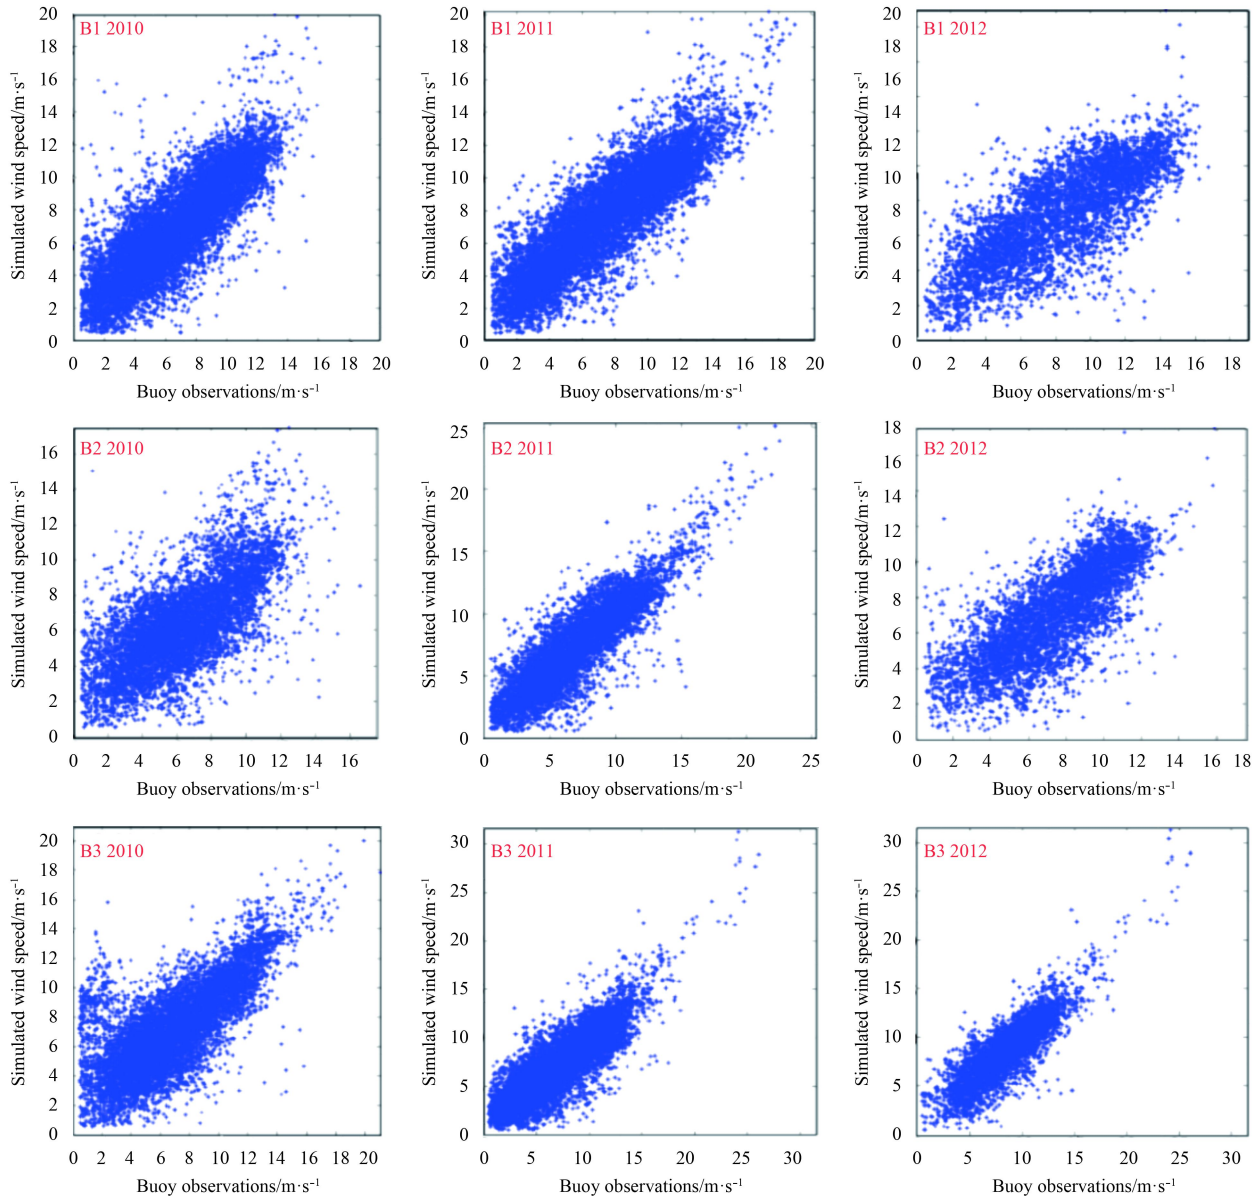 B1 2010
Simulated wind speed/m·s⁻¹
20
18
16
14
12
10
8
6
4
2
0
0 2 4 6 8 10 12 14 16 20
Buoy observations/m·s⁻¹
B1 2011
Simulated wind speed/m·s⁻¹
20
18
16
14
12
10
8
6
4
2
0
0 2 4 6 8 10 12 14 16 20 20
Buoy observations/m·s⁻¹
B1 2012
Simulated wind speed/m·s⁻¹
20
18
16
14
12
10
8
6
4
2
0
0 2 4 6 8 10 12 14 16 18
Buoy observations/m·s⁻¹
B2 2010
Simulated wind speed/m·s⁻¹
16
14
12
10
8
6
4
2
0
0 2 4 6 8 10 12 14 16
Buoy observations/m·s⁻¹
B2 2011
Simulated wind speed/m·s⁻¹
25
20
15
10
5
0
0 5 10 15 20 25
Buoy observations/m·s⁻¹
B2 2012
Simulated wind speed/m·s⁻¹
18
16
14
12
10
8
6
4
2
0
0 2 4 6 8 10 12 14 16 18
Buoy observations/m·s⁻¹
B3 2010
Simulated wind speed/m·s⁻¹
20
18
16
14
12
10
8
6
4
2
0
0 2 4 6 8 10 12 14 16 18 20
Buoy observations/m·s⁻¹
B3 2011
Simulated wind speed/m·s⁻¹
30
25
20
15
10
5
0
0 5 10 15 20 25 30
Buoy observations/m·s⁻¹
B3 2012
Simulated wind speed/m·s⁻¹
30
25
20
15
10
5
0
5 10 15 20 25 30
Buoy observations/m·s⁻¹